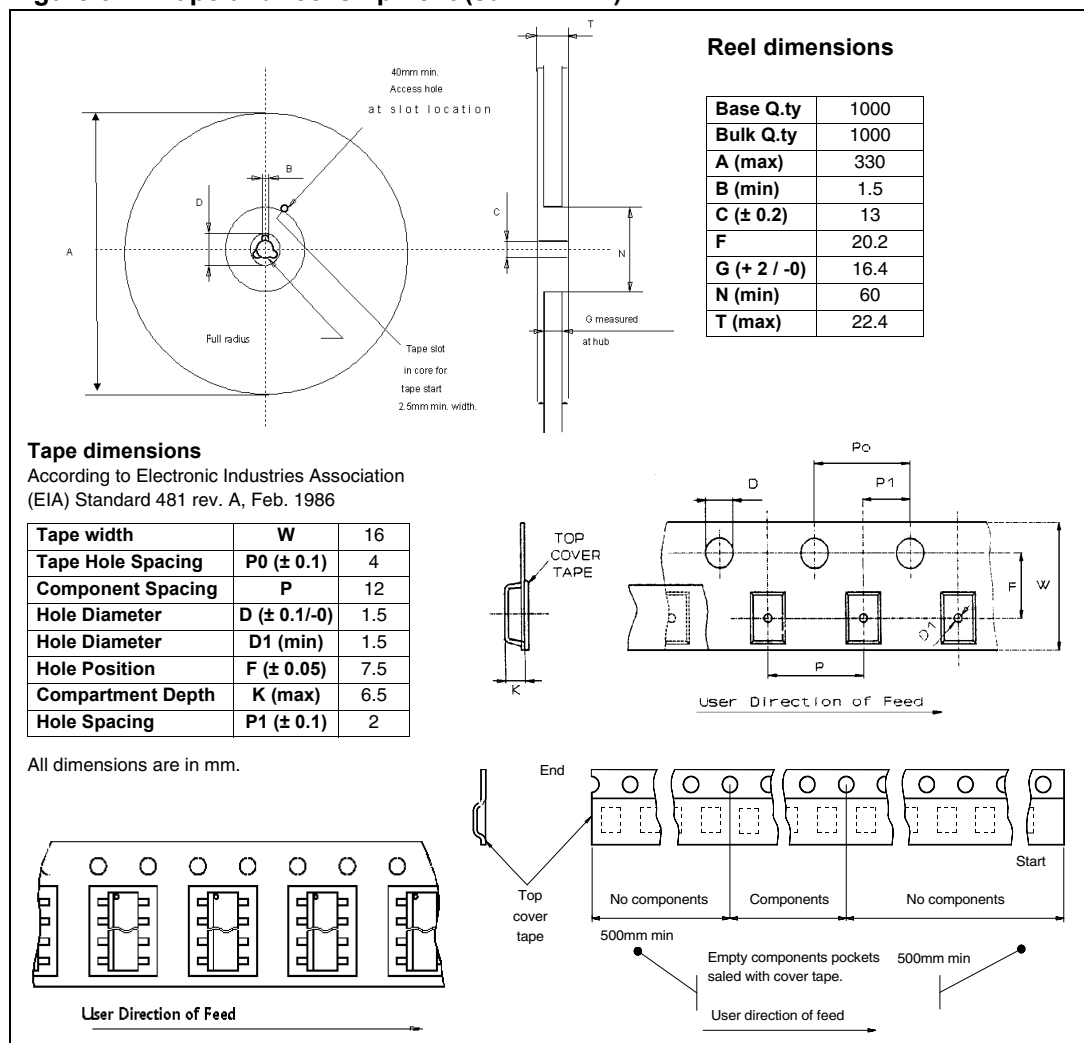 T
Reel dimensions
40mm min.
Access hole
at slot location
B
D
C
A
N
G measured
at hub
Full radius
Tape slot
in core for
tape start
2.5mm min. width.
Base Q.ty 1000
Bulk Q.ty 1000
A (max) 330
B (min) 1.5
C (± 0.2) 13
F 20.2
G (+ 2 / -0) 16.4
N (min) 60
T (max) 22.4
Tape dimensions
According to Electronic Industries Association
(EIA) Standard 481 rev. A, Feb. 1986
Tape width W 16
Tape Hole Spacing P0 (± 0.1) 4
Component Spacing P 12
Hole Diameter D (± 0.1/-0) 1.5
Hole Diameter D1 (min) 1.5
Hole Position F (± 0.05) 7.5
Compartment Depth K (max) 6.5
Hole Spacing P1 (± 0.1) 2
All dimensions are in mm.
Po
D
P1
TOP
COVER
TAPE
F
W
D1
K
P
User Direction of Feed
End
Start
Top
cover
tape
No components
Components
No components
500mm min
Empty components pockets
saled with cover tape.
500mm min
User direction of feed
User Direction of Feed